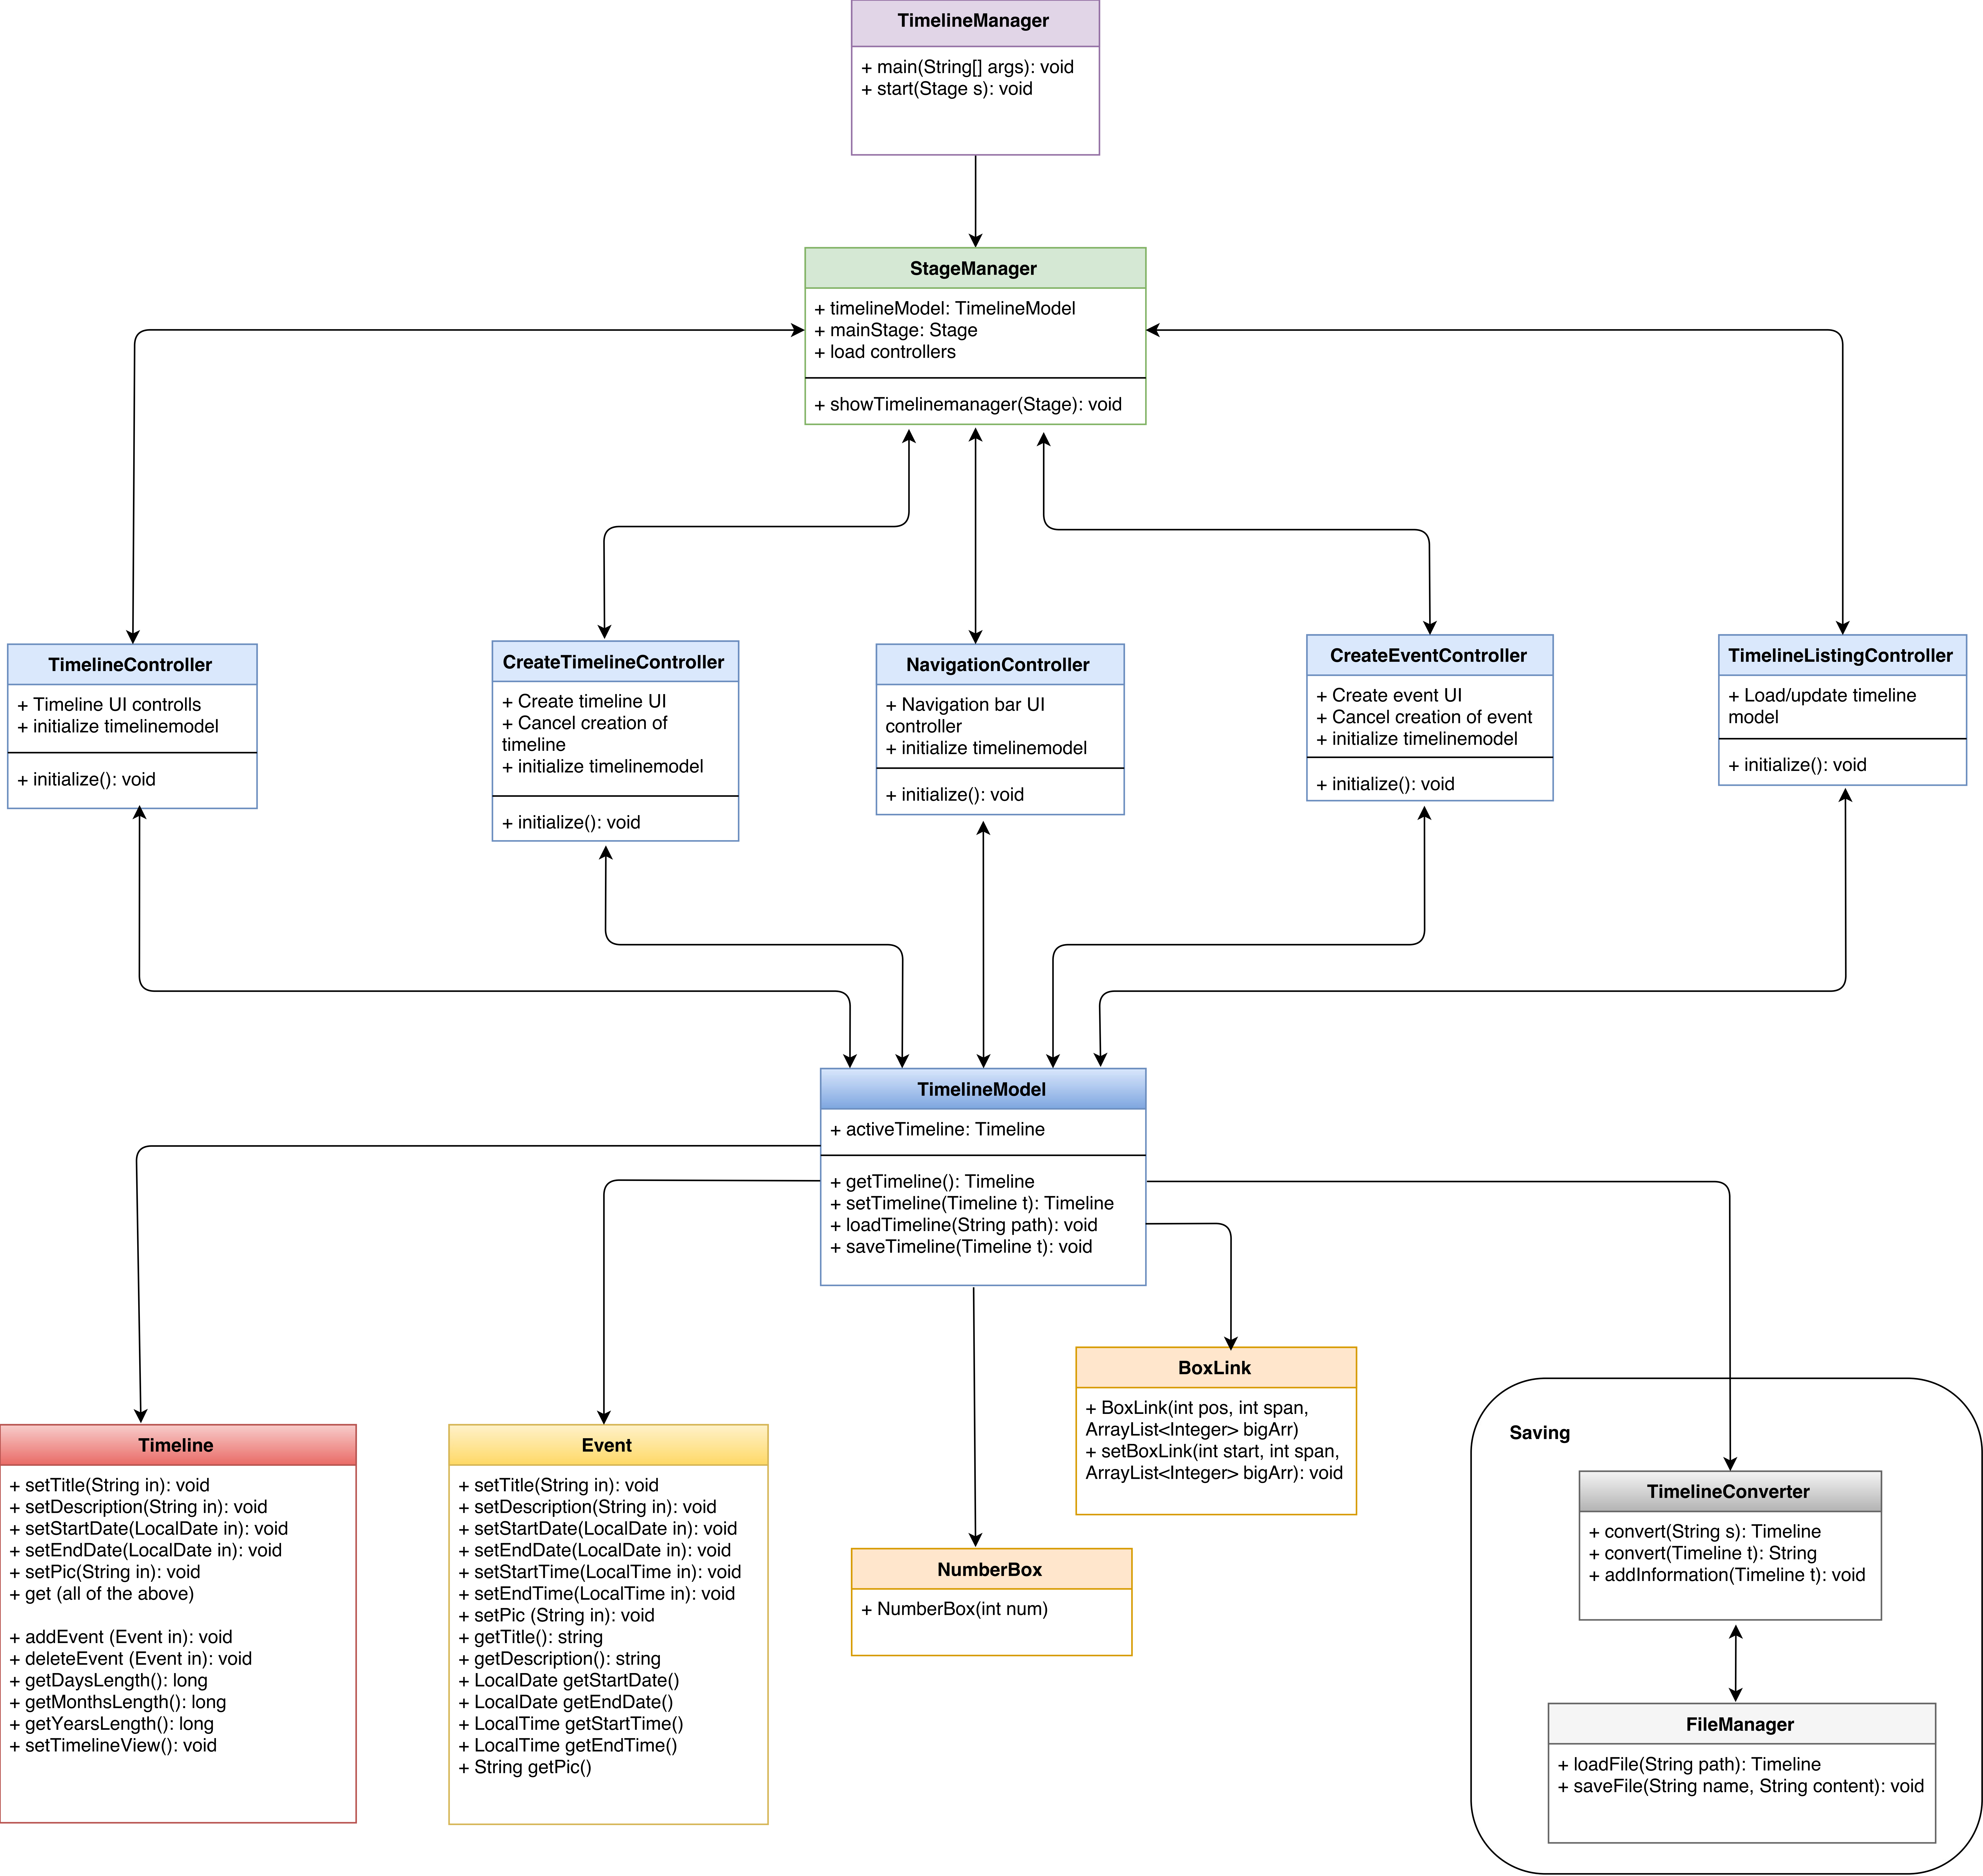 TimelineManager
+ main(String[] args): void
+ start(Stage s): void
StageManager
+ timelineModel: TimelineModel
+ mainStage: Stage
+ load controllers
+ showTimelinemanager(Stage): void
TimelineController
+ Timeline UI controlls
+ initialize timelinemodel
+ initialize(): void
CreateTimelineController
+ Create timeline UI
+ Cancel creation of
timeline
+ initialize timelinemodel
+ initialize(): void
NavigationController
+ Navigation bar UI
controller
+ initialize timelinemodel
+ initialize(): void
CreateEventController
+ Create event UI
+ Cancel creation of event
+ initialize timelinemodel
+ initialize(): void
TimelineListingController
+ Load/update timeline
model
+ initialize(): void
TimelineModel
+ activeTimeline: Timeline
+ getTimeline(): Timeline
+ setTimeline(Timeline t): Timeline
+ loadTimeline(String path): void
+ saveTimeline(Timeline t): void
Timeline
+ setTitle(String in): void
+ setDescription(String in): void
+ setStartDate(LocalDate in): void
+ setEndDate(LocalDate in): void
+ setPic(String in): void
+ get (all of the above)
+ addEvent (Event in): void
+ deleteEvent (Event in): void
+ getDaysLength(): long
+ getMonthsLength(): long
+ getYearsLength(): long
+ setTimelineView(): void
Event
+ setTitle(String in): void
+ setDescription(String in): void
+ setStartDate(LocalDate in): void
+ setEndDate(LocalDate in): void
+ setStartTime(LocalTime in): void
+ setEndTime(LocalTime in): void
+ setPic (String in): void
+ getTitle(): string
+ getDescription(): string
+ LocalDate getStartDate()
+ LocalDate getEndDate()
+ LocalTime getStartTime()
+ LocalTime getEndTime()
+ String getPic()
NumberBox
+ NumberBox(int num)
BoxLink
+ BoxLink(int pos, int span,
ArrayList<Integer> bigArr)
+ setBoxLink(int start, int span,
ArrayList<Integer> bigArr): void
Saving
TimelineConverter
+ convert(String s): Timeline
+ convert(Timeline t): String
+ addInformation(Timeline t): void
FileManager
+ loadFile(String path): Timeline
+ saveFile(String name, String content): void